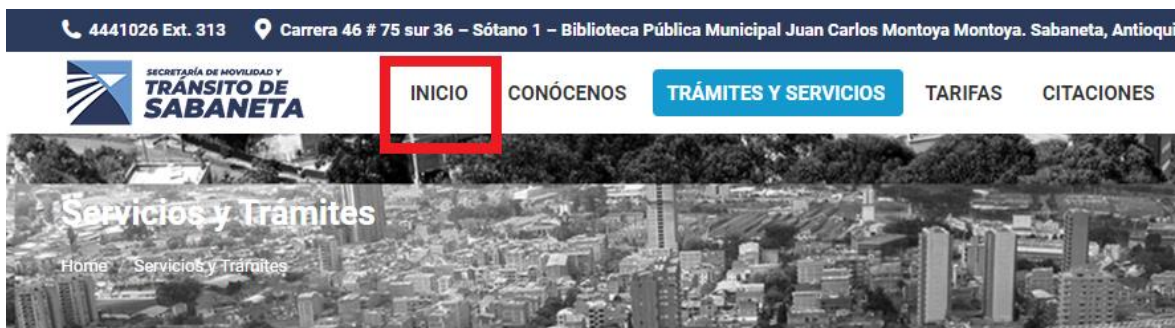 4441026 Ext. 313 Carrera 46 # 75 sur 36 – Sótano 1 – Biblioteca Pública Municipal Juan Carlos Montoya Montoya. Sabaneta, Antioqui
SECRETARÍA DE MOVILIDAD Y
TRÁNSITO DE
SABANETA
INICIO CONÓCENOS TRÁMITES Y SERVICIOS TARIFAS CITACIONES
Servicios y Trámites
Home / Servicios y Trámites